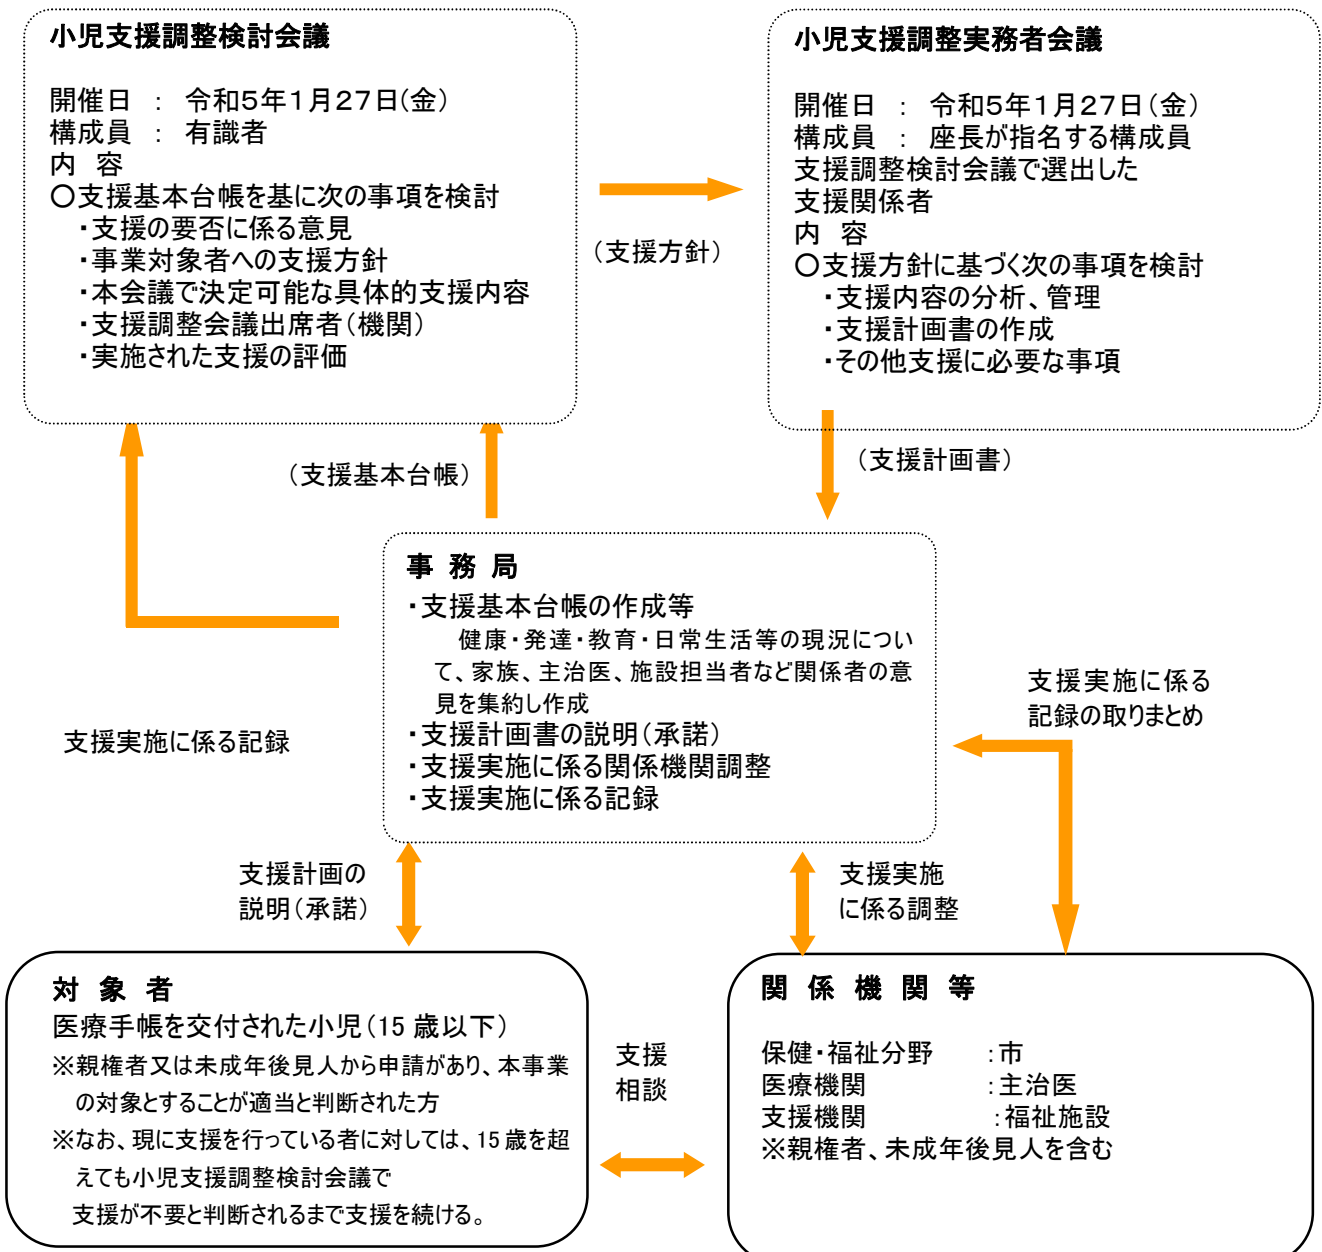 小児支援調整検討会議
開催日 : 令和5年1月27日(金)
構成員 : 有識者
内 容
○支援基本台帳を基に次の事項を検討
・支援の要否に係る意見
・事業対象者への支援方針
・本会議で決定可能な具体的支援内容
・支援調整会議出席者(機関)
・実施された支援の評価
(支援方針)
小児支援調整実務者会議
開催日 : 令和5年1月27日(金)
構成員 : 座長が指名する構成員
支援調整検討会議で選出した
支援関係者
内 容
○支援方針に基づく次の事項を検討
・支援内容の分析、管理
・支援計画書の作成
・その他支援に必要な事項
(支援基本台帳)
(支援計画書)
事 務 局
・支援基本台帳の作成等
健康・発達・教育・日常生活等の現況につい
て、家族、主治医、施設担当者など関係者の意
見を集約し作成
・支援計画書の説明(承諾)
・支援実施に係る関係機関調整
・支援実施に係る記録
支援実施に係る記録
支援実施に係る
記録の取りまとめ
支援計画の
説明(承諾)
支援実施
に係る調整
対 象 者
医療手帳を交付された小児(15歳以下)
※親権者又は未成年後見人から申請があり、本事業
の対象とすることが適当と判断された方
※なお、現に支援を行っている者に対しては、15歳を超
えても小児支援調整検討会議で
支援が不要と判断されるまで支援を続ける。
支援
相談
関 係 機 関 等
保健・福祉分野 :市
医療機関 :主治医
支援機関 :福祉施設
※親権者、未成年後見人を含む